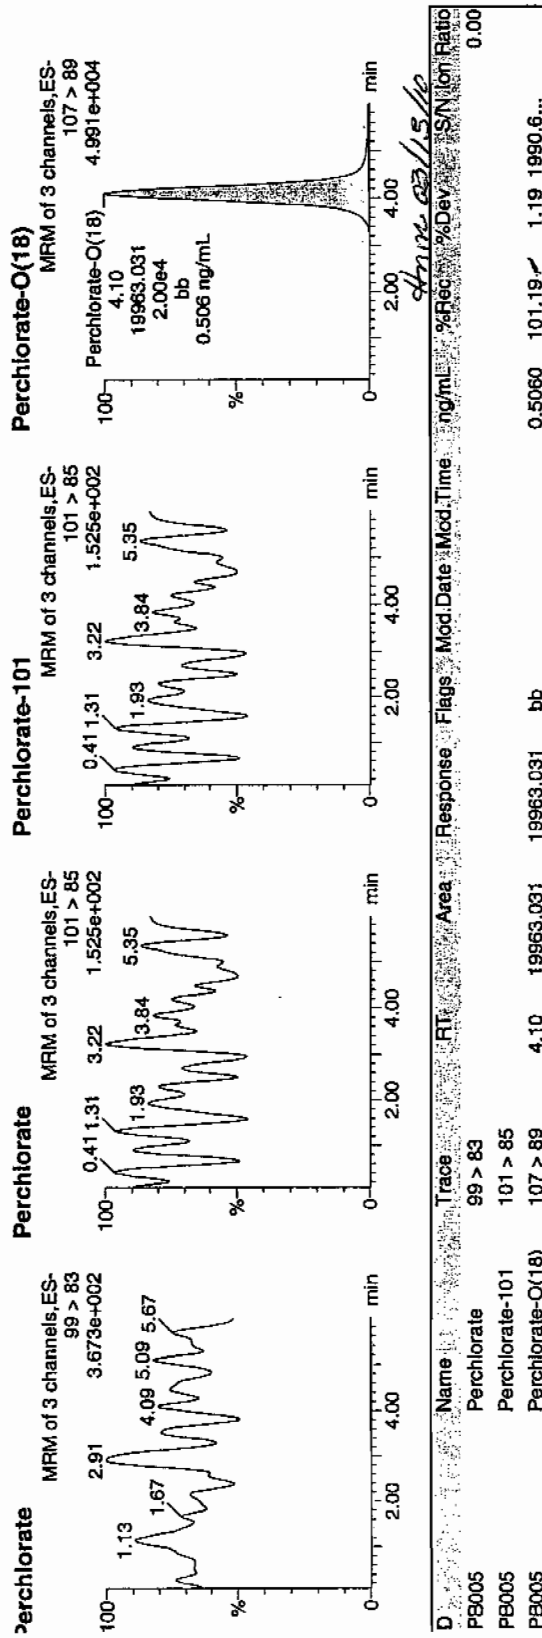 Perchlorate
MRM of 3 channels,ES-
99 > 83
3.673e+002
100
%
0
1.13
1.67
2.91
4.09
5.09
5.67
2.00
4.00
min
Perchlorate
MRM of 3 channels,ES-
101 > 85
1.525e+002
100
%
0
0.41
1.31
1.93
3.22
3.84
5.35
2.00
4.00
min
Perchlorate-101
MRM of 3 channels,ES-
101 > 85
1.525e+002
100
%
0
0.41
1.31
1.93
3.22
3.84
5.35
2.00
4.00
min
Perchlorate-O(18)
MRM of 3 channels,ES-
107 > 89
4.991e+004
100
%
0
Perchlorate-O(18)
4.10
19963.031
2.00e4
bb
0.506 ng/mL
2.00
4.00
min
03/15/10
D Name Trace RT Area Response Flags Mod.Date Mod.Time ng/mL %Rec %Dev S/N Ion Ratio
PB005 Perchlorate 99 > 83 0.00
PB005 Perchlorate-101 101 > 85
PB005 Perchlorate-O(18) 107 > 89 4.10 19963.031 19963.031 bb 0.5060 101.19 1.19 1990.6...